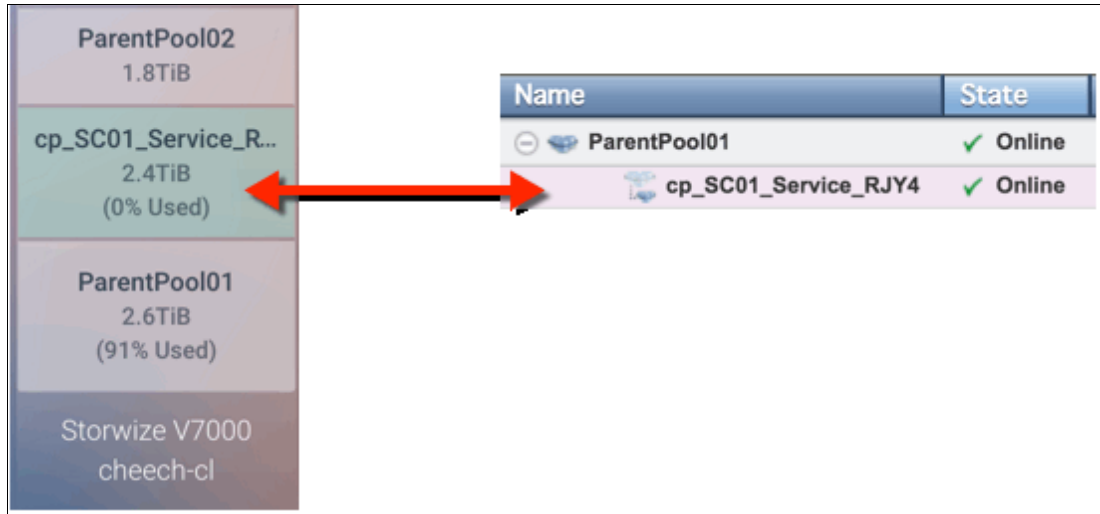 ParentPool02
1.8TiB
cp_SC01_Service_R...
2.4TiB
(0% Used)
ParentPool01
2.6TiB
(91% Used)
Storwize V7000
cheech-cl
Name State
ParentPool01 Online
cp_SC01_Service_RJY4 Online